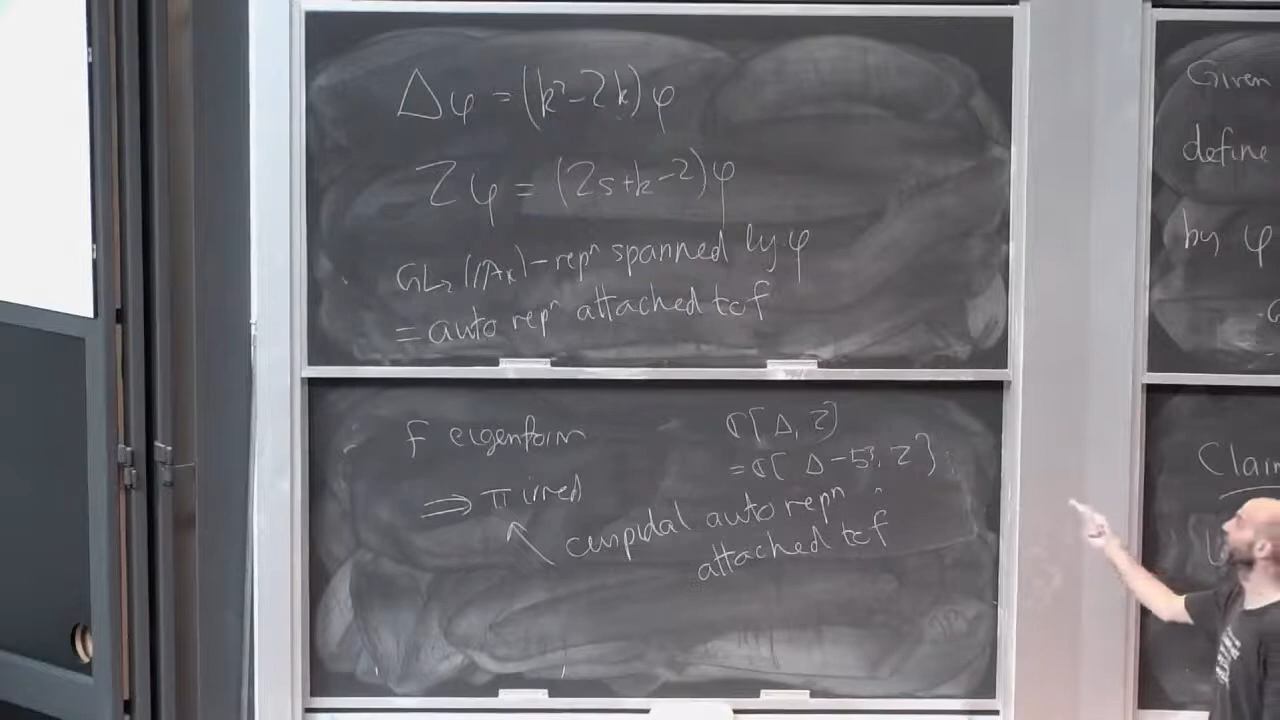 Δφ = (k²-2k)φ
Zφ = (2s+k-2)φ
GL₂(𝔸_k)-repⁿ spanned by φ
= auto repⁿ attached to f
f eigenform
⇒ π irred
cuspidal auto repⁿ
attached to f
ℂ[Δ, Z]
= ℂ[Δ-53, Z]
Given
define
by φ
Claim